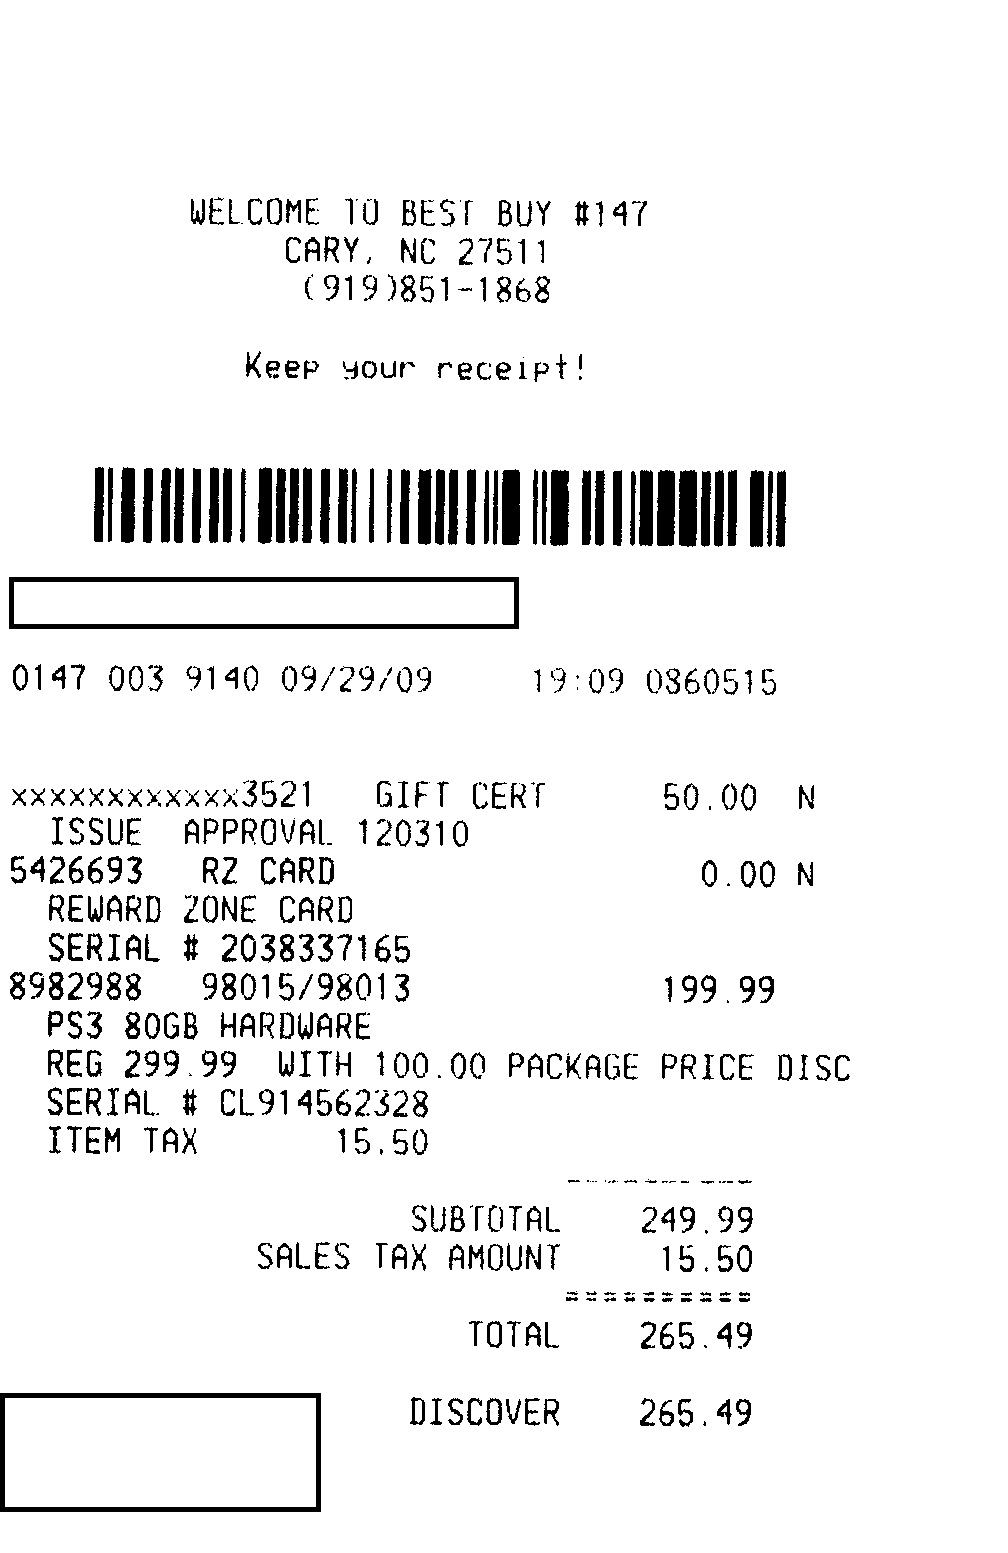 WELCOME TO BEST BUY #147
CARY, NC 27511
(919)851-1868
Keep your receipt!
0147 003 9140 09/29/09 19:09 0860515
xxxxxxxxxxxx3521 GIFT CERT 50.00 N
ISSUE APPROVAL 120310
5426693 RZ CARD 0.00 N
REWARD ZONE CARD
SERIAL # 2038337165
8982988 98015/98013 199.99
PS3 80GB HARDWARE
REG 299.99 WITH 100.00 PACKAGE PRICE DISC
SERIAL # CL914562328
ITEM TAX 15.50
----------
SUBTOTAL 249.99
SALES TAX AMOUNT 15.50
==========
TOTAL 265.49
DISCOVER 265.49